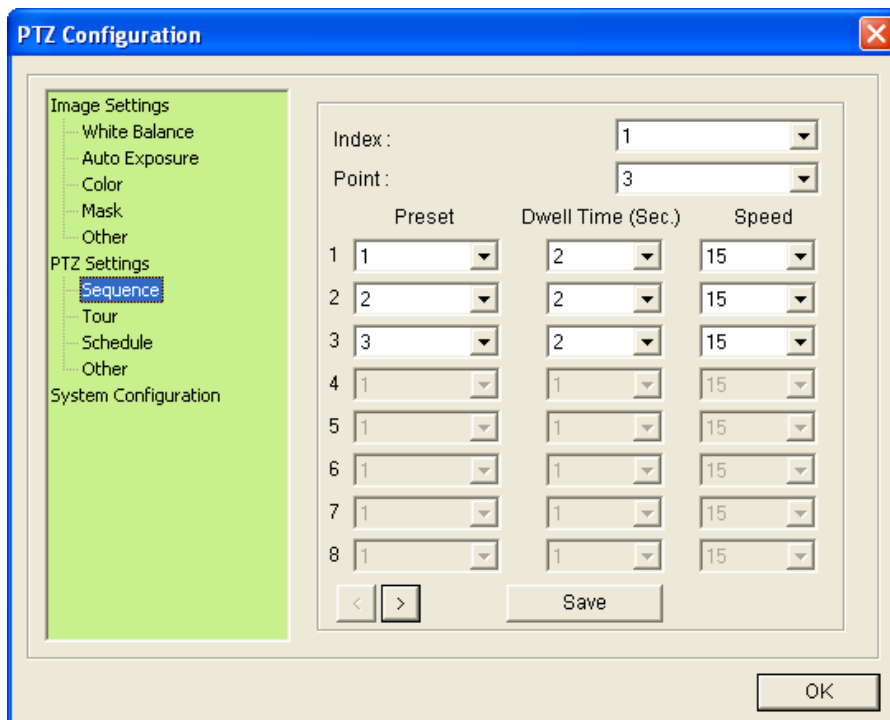 PTZ Configuration
Image Settings
White Balance
Auto Exposure
Color
Mask
Other
PTZ Settings
Sequence
Tour
Schedule
Other
System Configuration
Index : 1
Point : 3
Preset Dwell Time (Sec.) Speed
1 1 2 15
2 2 2 15
3 3 2 15
4 1 1 15
5 1 1 15
6 1 1 15
7 1 1 15
8 1 1 15
< > Save
OK